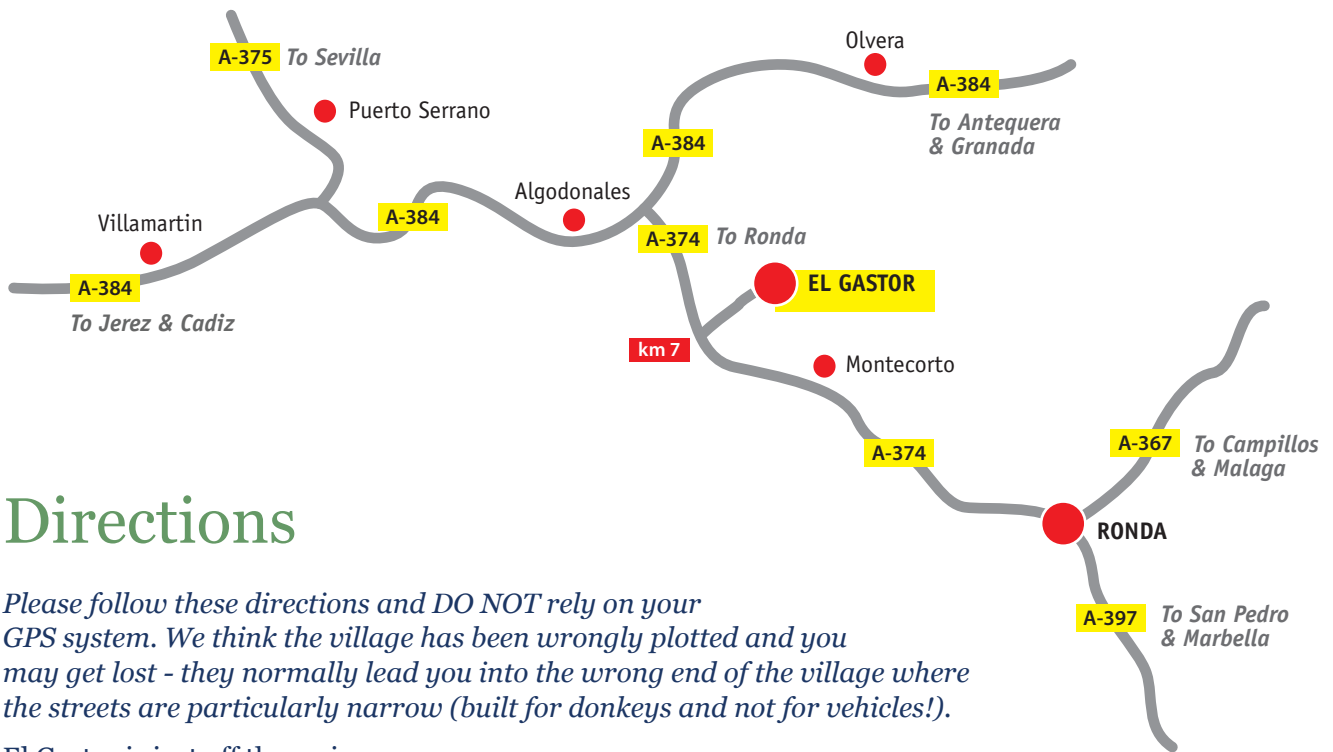 A-375 To Sevilla
Puerto Serrano
Olvera
A-384
To Antequera
& Granada
A-384
Algodonales
A-384
Villamartin
A-384
To Jerez & Cadiz
A-374 To Ronda
EL GASTOR
km 7
Montecorto
A-374
A-367 To Campillos
& Malaga
RONDA
A-397 To San Pedro
& Marbella
Directions
Please follow these directions and DO NOT rely on your
GPS system. We think the village has been wrongly plotted and you
may get lost - they normally lead you into the wrong end of the village where
the streets are particularly narrow (built for donkeys and not for vehicles!).